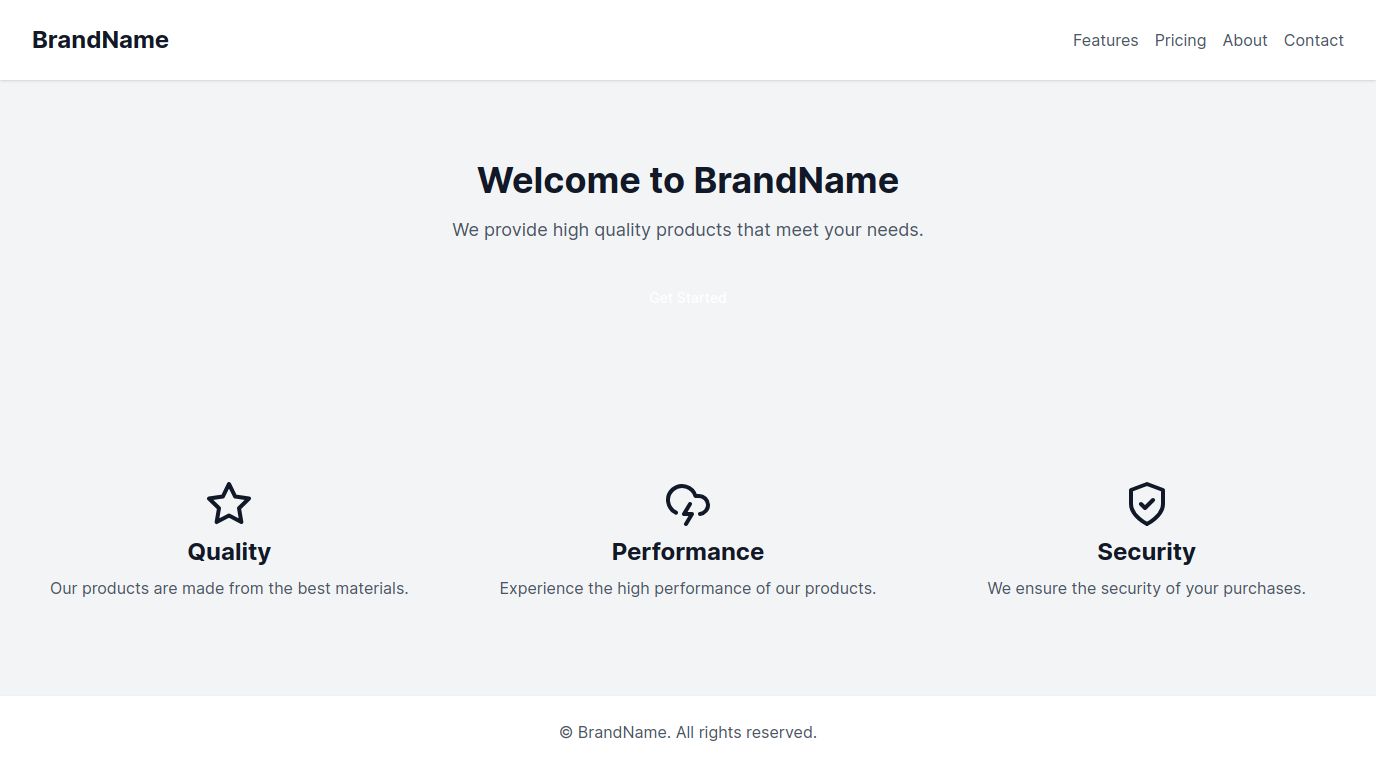 BrandName
Features Pricing About Contact
Welcome to BrandName
We provide high quality products that meet your needs.
Get Started
Quality
Our products are made from the best materials.
Performance
Experience the high performance of our products.
Security
We ensure the security of your purchases.
© BrandName. All rights reserved.